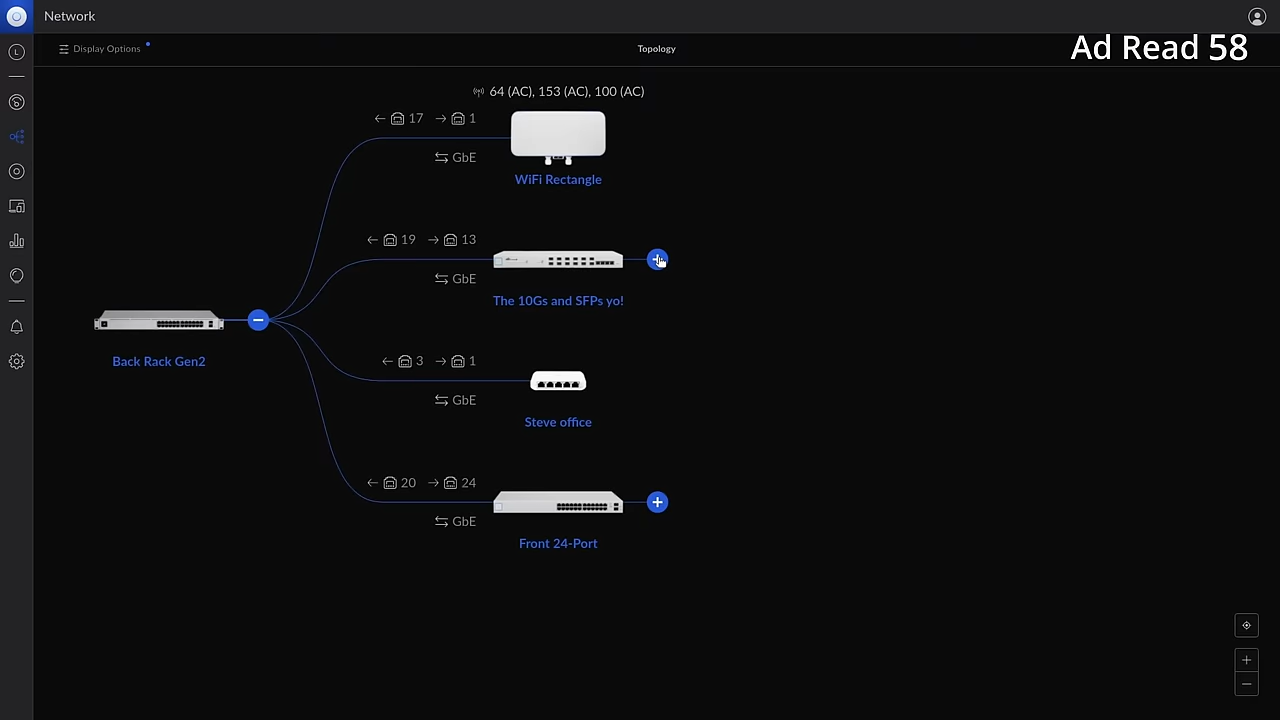 Network
Ad Read 58
Display Options
Topology
64 (AC), 153 (AC), 100 (AC)
← 17 → 1
GbE
WiFi Rectangle
← 19 → 13
GbE
The 10Gs and SFPs yo!
Back Rack Gen2
← 3 → 1
GbE
Steve office
← 20 → 24
GbE
Front 24-Port